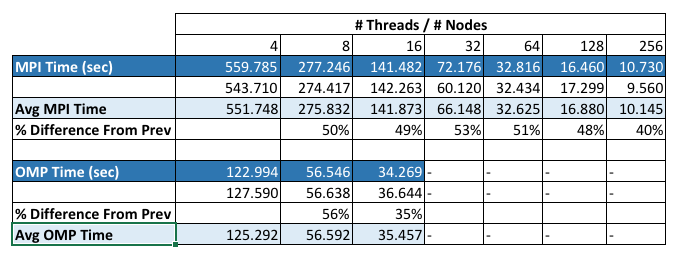 # Threads / # Nodes
4 8 16 32 64 128 256
MPI Time (sec) 559.785 277.246 141.482 72.176 32.816 16.460 10.730
543.710 274.417 142.263 60.120 32.434 17.299 9.560
Avg MPI Time 551.748 275.832 141.873 66.148 32.625 16.880 10.145
% Difference From Prev 50% 49% 53% 51% 48% 40%
OMP Time (sec) 122.994 56.546 34.269 - - - -
127.590 56.638 36.644 - - - -
% Difference From Prev 56% 35%
Avg OMP Time 125.292 56.592 35.457 - - - -